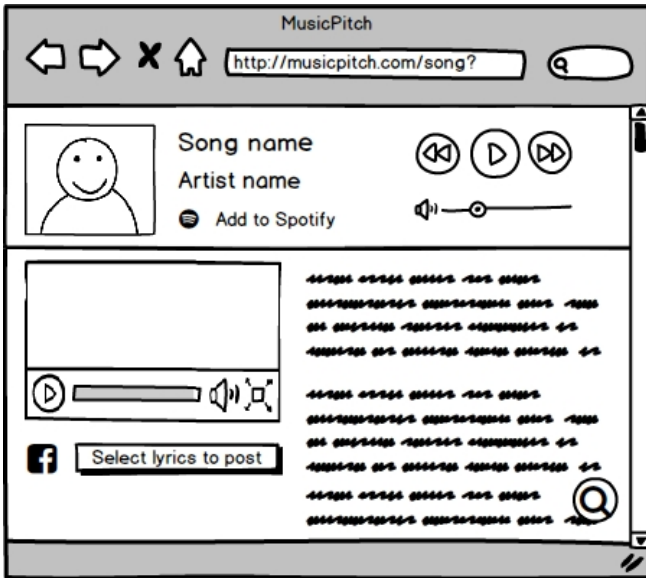 MusicPitch
http://musicpitch.com/song?
Song name
Artist name
Add to Spotify
Select lyrics to post